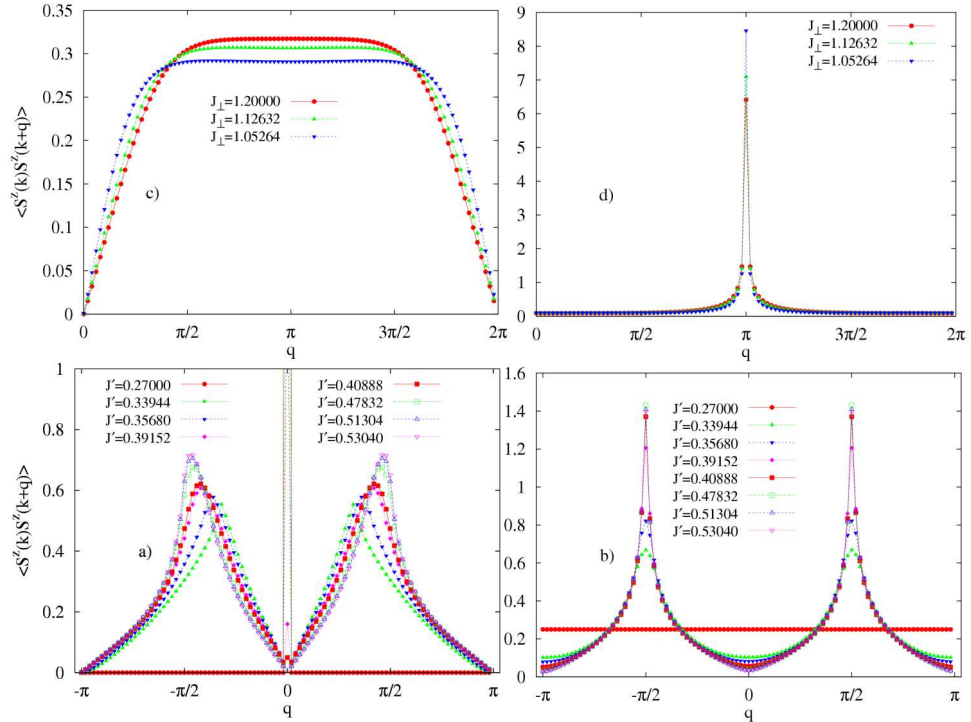 0.35
0.3
0.25
0.2
0.15
0.1
0.05
0
<S^Z(k)S^Z(k+q)>
J⊥=1.20000
J⊥=1.12632
J⊥=1.05264
c)
0
π/2
π
3π/2
2π
q
9
8
7
6
5
4
3
2
1
0
J⊥=1.20000
J⊥=1.12632
J⊥=1.05264
d)
0
π/2
π
3π/2
2π
q
1
0.8
0.6
0.4
0.2
0
<S^Z(k)S^Z(k+q)>
J′=0.27000
J′=0.33944
J′=0.35680
J′=0.39152
J′=0.40888
J′=0.47832
J′=0.51304
J′=0.53040
a)
-π
-π/2
0
π/2
π
q
1.6
1.4
1.2
1
0.8
0.6
0.4
0.2
0
J′=0.27000
J′=0.33944
J′=0.35680
J′=0.39152
J′=0.40888
J′=0.47832
J′=0.51304
J′=0.53040
b)
-π
-π/2
0
π/2
π
q